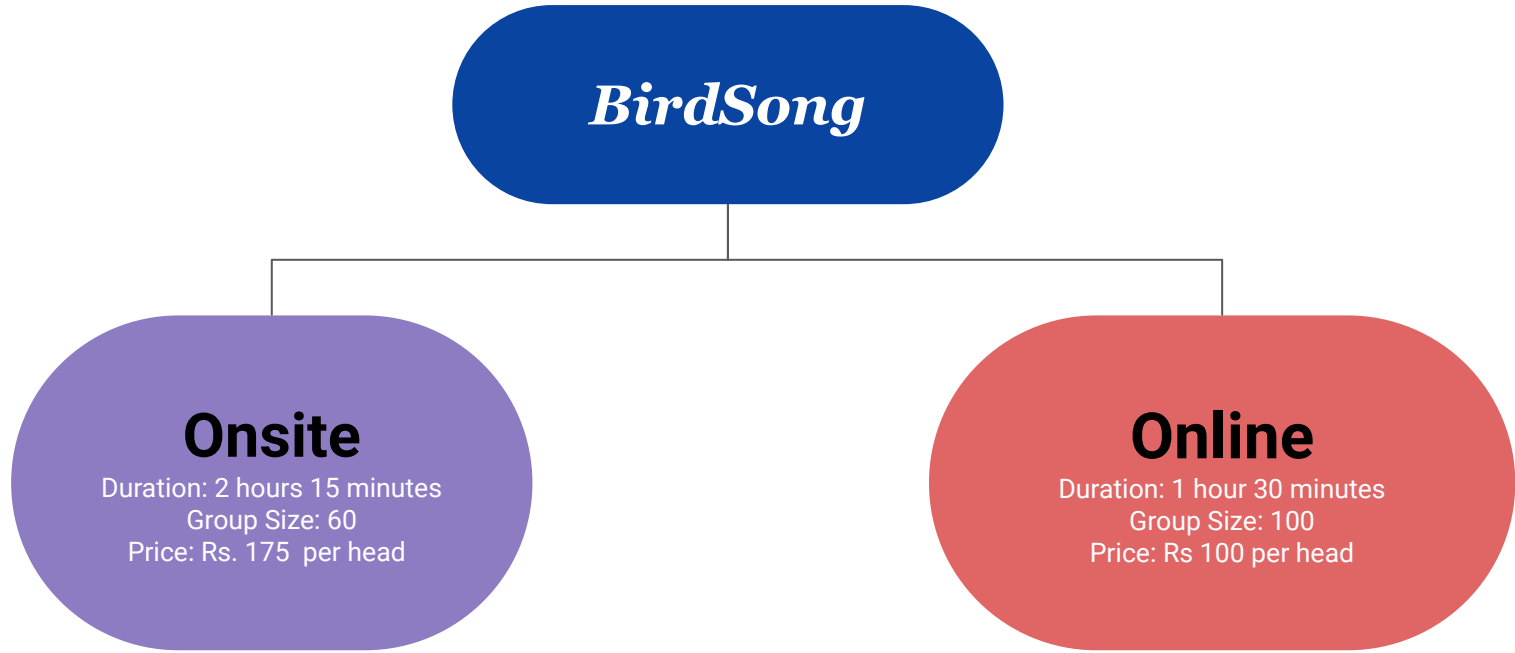 BirdSong
Onsite
Duration: 2 hours 15 minutes
Group Size: 60
Price: Rs. 175  per head
Online
Duration: 1 hour 30 minutes
Group Size: 100
Price: Rs 100 per head